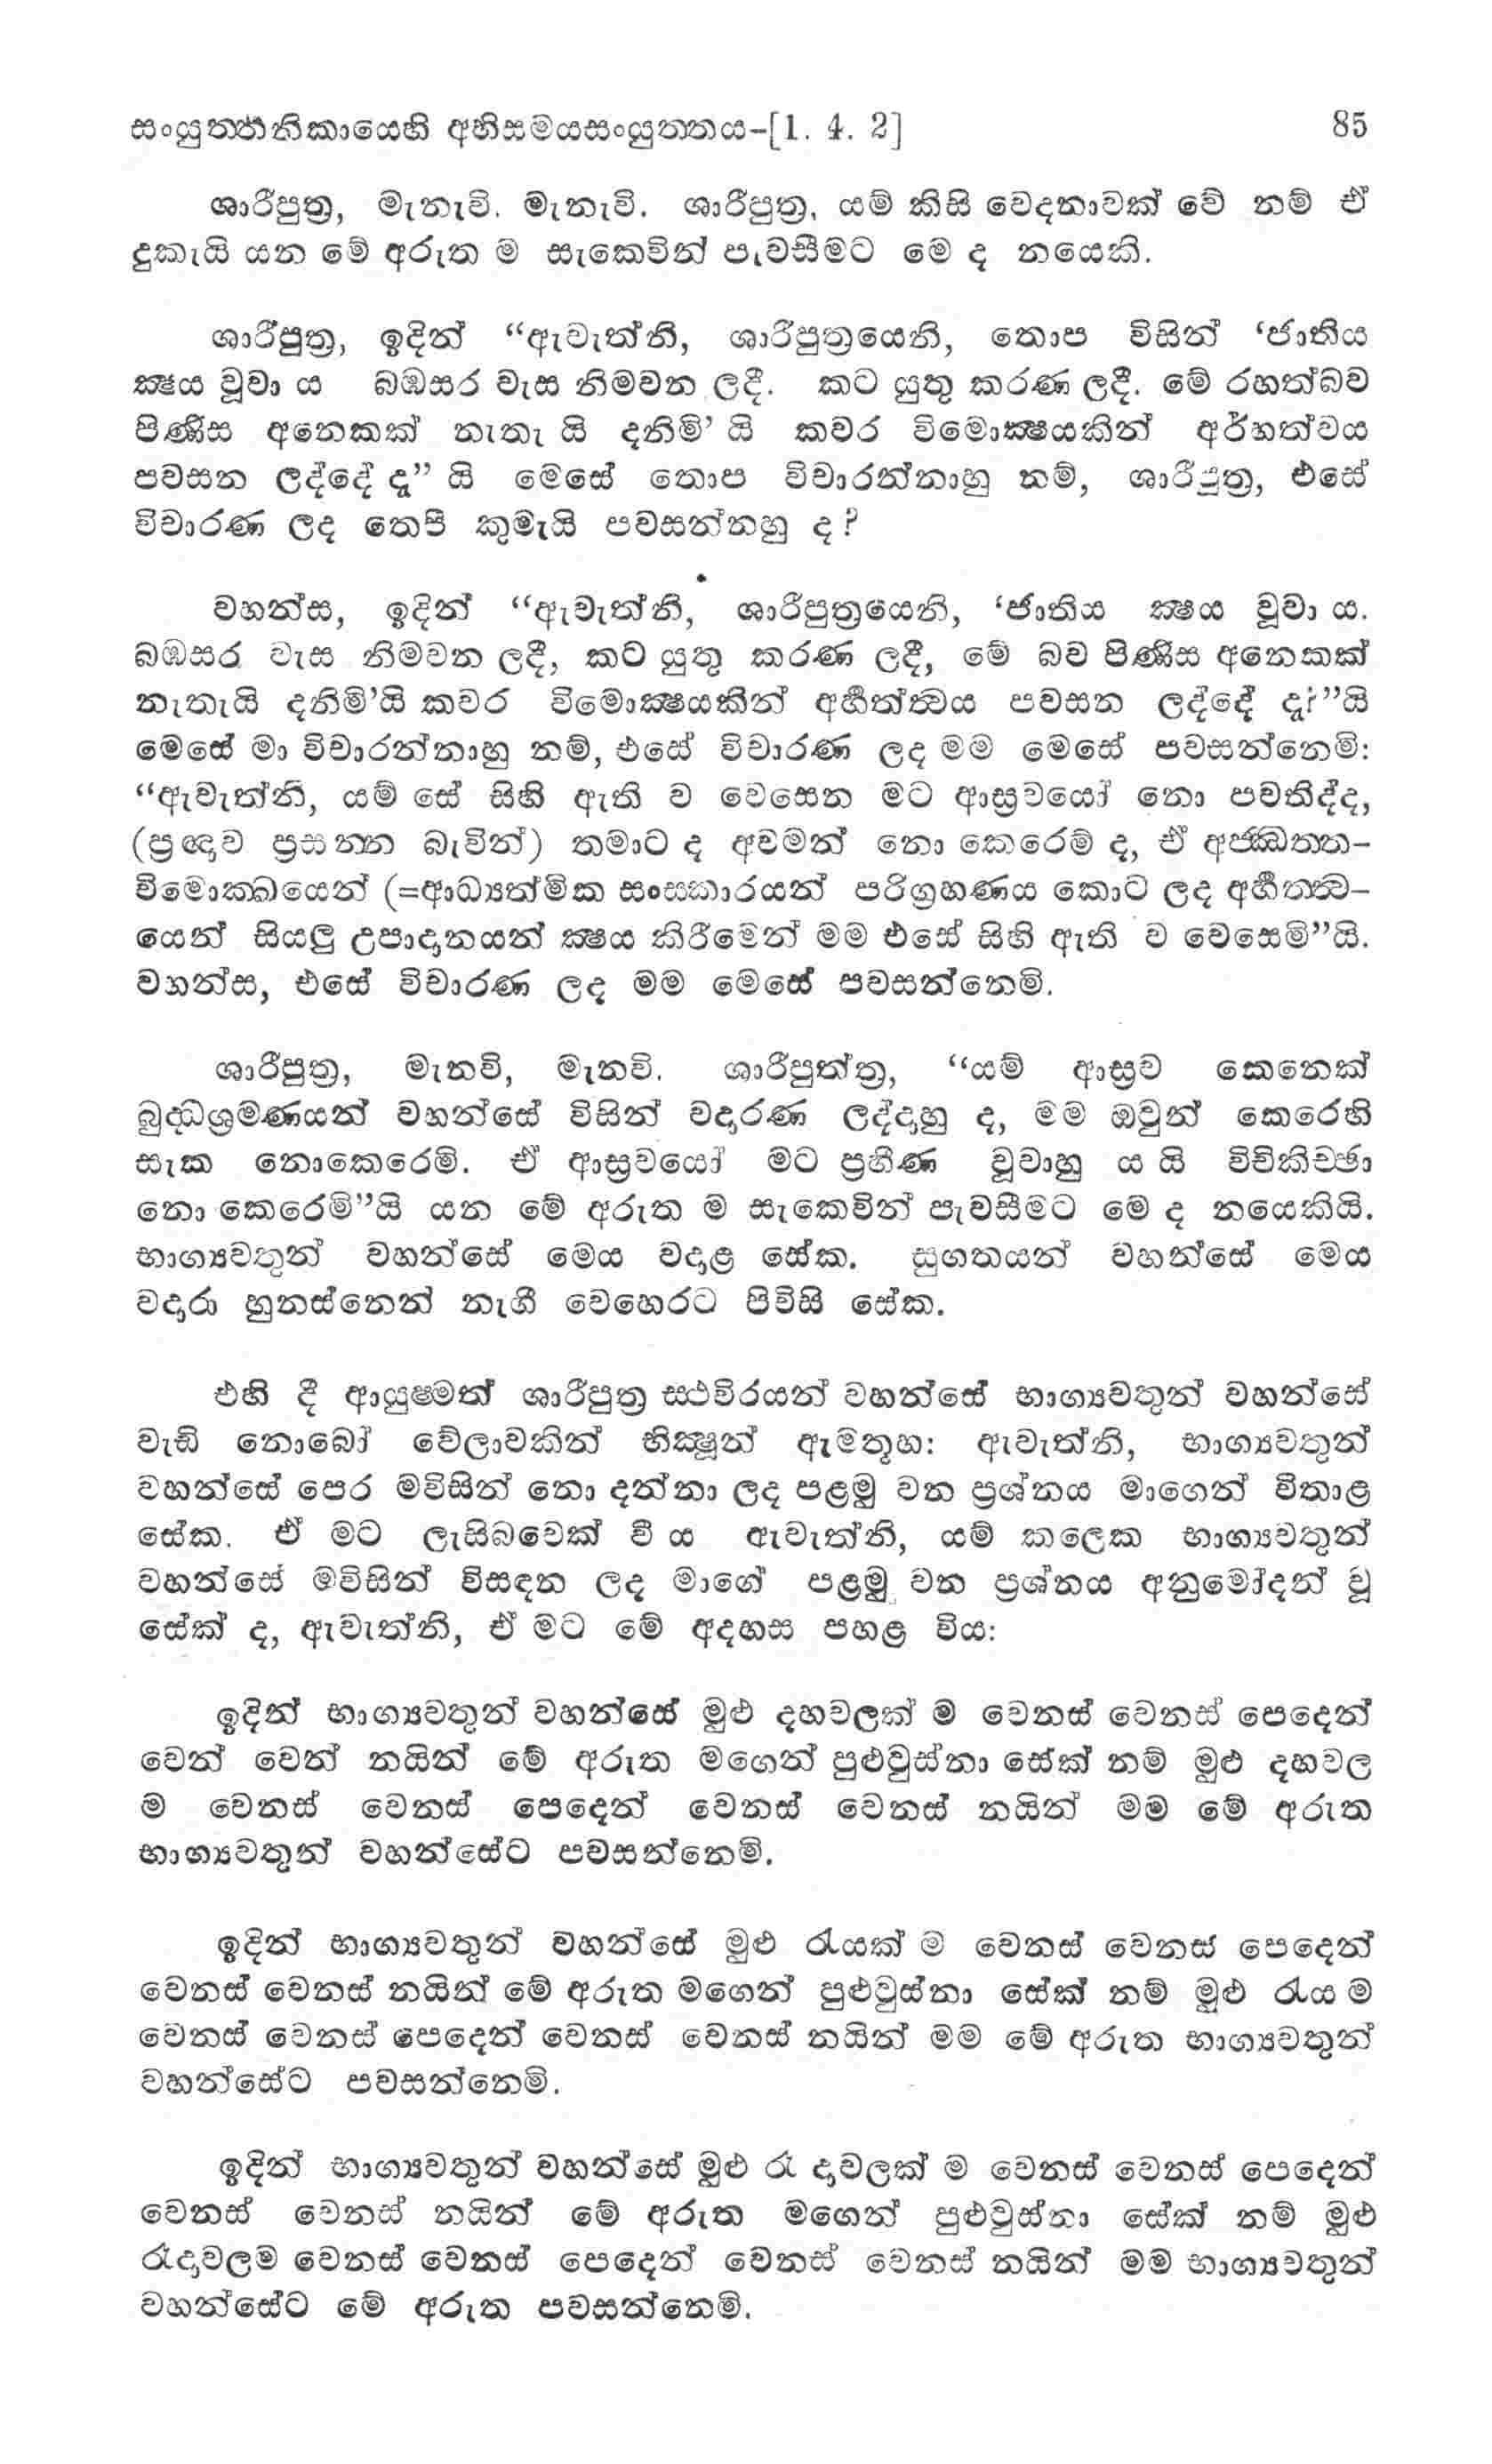 සංයුත්තනිකායෙහි අභිසමයසංයුත්තය-[1. 4. 2] 85
ශාරීපුත්‍ර, මැනැවි. මැනැවි. ශාරීපුත්‍ර, යම් කිසි වෙදනාවක් වේ නම් ඒ
දුකැයි යන මේ අරුත ම සැකෙවින් පැවසීමට මෙ ද නයෙකි.
ශාරීපුත්‍ර, ඉදින් “ඇවැත්නි, ශාරීපුත්‍රයෙනි, තොප විසින් ‘ජාතිය
ක්‍ෂය වූවා ය බඹසර වැස නිමවන ලදී. කට යුතු කරණ ලදී. මේ රහත්බව
පිණිස අනෙකක් නැතැ යි දනිමි’ යි කවර විමොක්‍ෂයකින් අර්හත්වය
පවසන ලද්දේ දැ” යි මෙසේ තොප විචාරන්නාහු නම්, ශාරීපුත්‍ර, එසේ
විචාරණ ලද තෙපි කුමැයි පවසන්නහු ද?
වහන්ස, ඉදින් “ඇවැත්නි, ශාරීපුත්‍රයෙනි, ‘ජාතිය ක්‍ෂය වූවා ය.
බඹසර වැස නිමවන ලදී, කට යුතු කරණ ලදී, මේ බව පිණිස අනෙකක්
නැතැයි දනිමි’යි කවර විමොක්‍ෂයකින් අර්‍හත්ත්‍වය පවසන ලද්දේ දැ?”යි
මෙසේ මා විචාරන්නාහු නම්, එසේ විචාරණ ලද මම මෙසේ පවසන්නෙමි:
“ඇවැත්නි, යම් සේ සිහි ඇති ව වෙසෙන මට ආස්‍රවයෝ නො පවතිද්ද,
(ප්‍රඥාව ප්‍රසන්න බැවින්) තමාට ද අවමන් නො කෙරෙම් ද, ඒ අජ්ඣත්ත-
විමොක්ඛයෙන් (=ආධ්‍යත්මික සංස්කාරයන් පරිග්‍රහණය කොට ලද අර්‍හත්ත්‍ව-
යෙන් සියලු උපාදානයන් ක්‍ෂය කිරීමෙන් මම එසේ සිහි ඇති ව වෙසෙමි”යි.
වහන්ස, එසේ විචාරණ ලද මම මෙසේ පවසන්නෙමි.
ශාරීපුත්‍ර, මැනවි, මැනවි. ශාරීපුත්ත්‍ර, “යම් ආස්‍රව කෙනෙක්
බුද්ධශ්‍රමණයන් වහන්සේ විසින් වදාරණ ලද්දාහු ද, මම ඔවුන් කෙරෙහි
සැක නොකෙරෙමි. ඒ ආස්‍රවයෝ මට ප්‍රහීණ වූවාහු ය යි විචිකිච්ඡා
නො කෙරෙමි”යි යන මේ අරුත ම සැකෙවින් පැවසීමට මෙ ද නයෙකියි.
භාග්‍යවතුන් වහන්සේ මෙය වදාළ සේක. සුගතයන් වහන්සේ මෙය
වදාරා හුනස්නෙන් නැගී වෙහෙරට පිවිසි සේක.
එහි දී ආයුෂ්මත් ශාරීපුත්‍ර ස්ථවිරයන් වහන්සේ භාග්‍යවතුන් වහන්සේ
වැඩි නොබෝ වේලාවකින් භික්‍ෂූන් ඇමතූහ: ඇවැත්නි, භාග්‍යවතුන්
වහන්සේ පෙර මවිසින් නො දන්නා ලද පළමු වන ප්‍රශ්නය මාගෙන් විතාළ
සේක. ඒ මට ලැසිබවෙක් වී ය ඇවැත්නි, යම් කලෙක භාග්‍යවතුන්
වහන්සේ මවිසින් විසඳන ලද මාගේ පළමු වන ප්‍රශ්නය අනුමෝදන් වූ
සේක් ද, ඇවැත්නි, ඒ මට මේ අදහස පහළ විය:
ඉදින් භාග්‍යවතුන් වහන්සේ මුළු දහවලක් ම වෙනස් වෙනස් පෙදෙන්
වෙන් වෙන් නයින් මේ අරුත මගෙන් පුළුවුස්නා සේක් නම් මුළු දහවල
ම වෙනස් වෙනස් පෙදෙන් වෙනස් වෙනස් නයින් මම මේ අරුත
භාග්‍යවතුන් වහන්සේට පවසන්නෙමි.
ඉදින් භාග්‍යවතුන් වහන්සේ මුළු රැයක් ම වෙනස් වෙනස් පෙදෙන්
වෙනස් වෙනස් නයින් මේ අරුත මගෙන් පුළුවුස්නා සේක් නම් මුළු රැය ම
වෙනස් වෙනස් පෙදෙන් වෙනස් වෙනස් නයින් මම මේ අරුත භාග්‍යවතුන්
වහන්සේට පවසන්නෙමි.
ඉදින් භාග්‍යවතුන් වහන්සේ මුළු රෑ දාවලක් ම වෙනස් වෙනස් පෙදෙන්
වෙනස් වෙනස් නයින් මේ අරුත මගෙන් පුළුවුස්නා සේක් නම් මුළු
රෑදාවලම වෙනස් වෙනස් පෙදෙන් වෙනස් වෙනස් නයින් මම භාග්‍යවතුන්
වහන්සේට මේ අරුත පවසන්නෙමි.